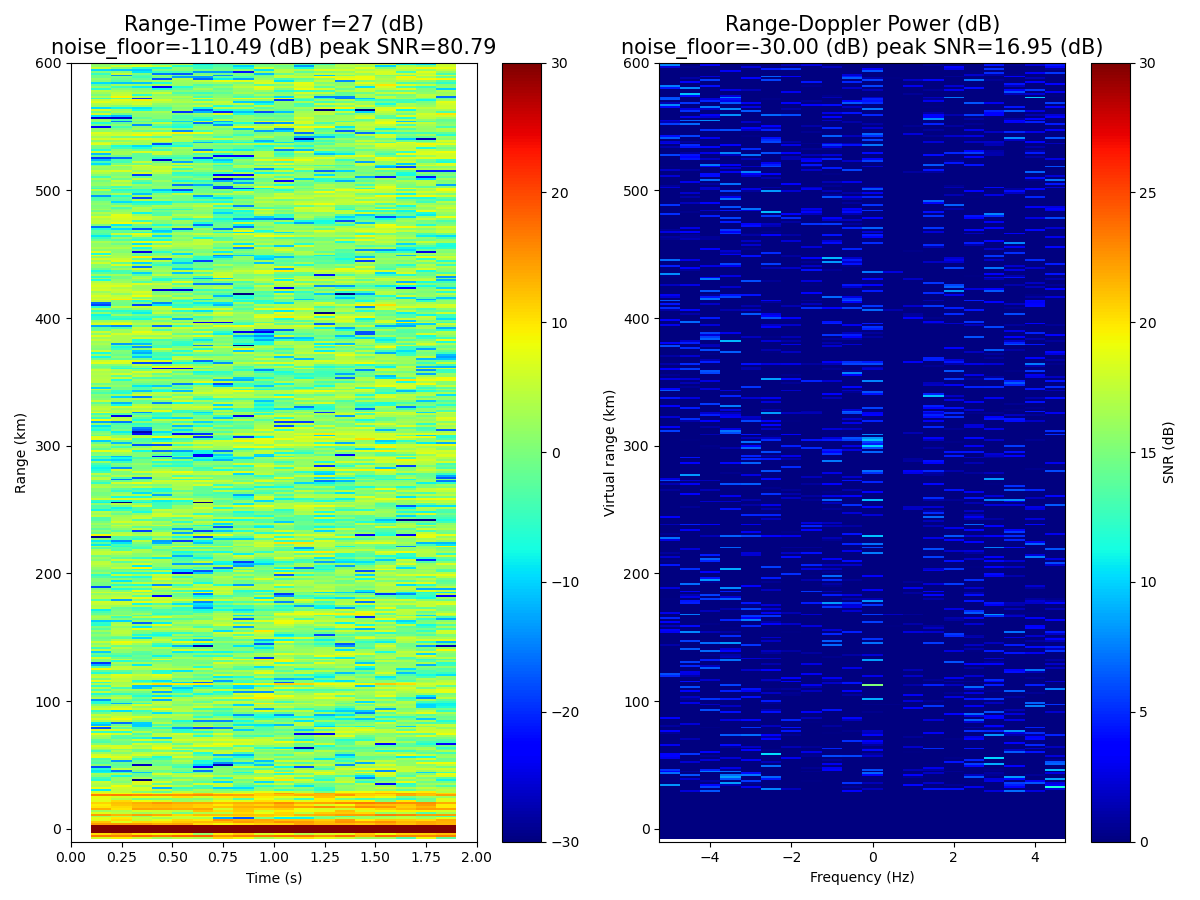 Range-Time Power f=27 (dB)
noise_floor=-110.49 (dB) peak SNR=80.79
Range-Doppler Power (dB)
noise_floor=-30.00 (dB) peak SNR=16.95 (dB)
600
500
400
300
200
100
0
Range (km)
0.00 0.25 0.50 0.75 1.00 1.25 1.50 1.75 2.00
Time (s)
30
20
10
0
−10
−20
−30
600
500
400
300
200
100
0
Virtual range (km)
−4 −2 0 2 4
Frequency (Hz)
30
25
20
15
10
5
0
SNR (dB)